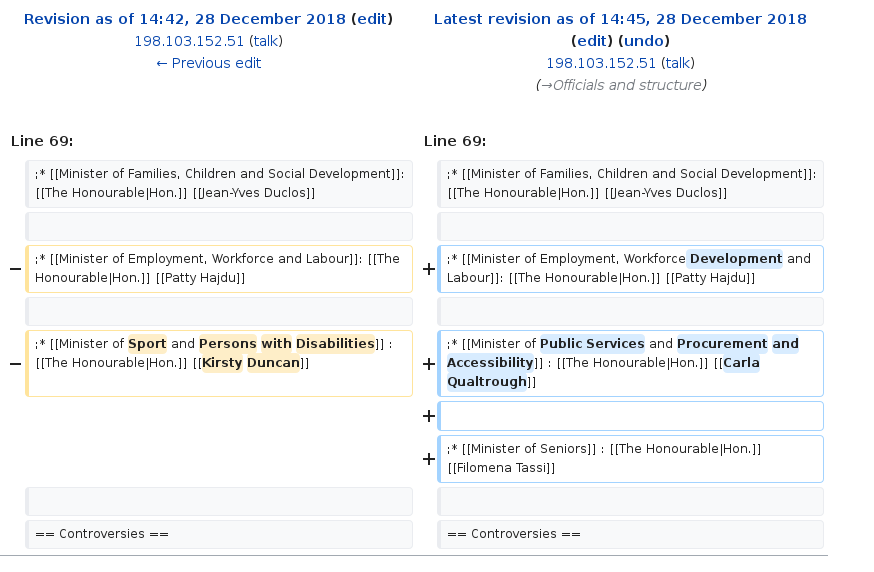 Revision as of 14:42, 28 December 2018 (edit)
198.103.152.51 (talk)
← Previous edit
Latest revision as of 14:45, 28 December 2018
(edit) (undo)
198.103.152.51 (talk)
(→Officials and structure)
Line 69:
Line 69:
;* [[Minister of Families, Children and Social Development]]:
[[The Honourable|Hon.]] [[Jean-Yves Duclos]]
;* [[Minister of Families, Children and Social Development]]:
[[The Honourable|Hon.]] [[Jean-Yves Duclos]]
−
;* [[Minister of Employment, Workforce and Labour]]: [[The
Honourable|Hon.]] [[Patty Hajdu]]
+
;* [[Minister of Employment, Workforce Development and
Labour]]: [[The Honourable|Hon.]] [[Patty Hajdu]]
−
;* [[Minister of Sport and Persons with Disabilities]] :
[[The Honourable|Hon.]] [[Kirsty Duncan]]
+
;* [[Minister of Public Services and Procurement and
Accessibility]] : [[The Honourable|Hon.]] [[Carla
Qualtrough]]
+
+
;* [[Minister of Seniors]] : [[The Honourable|Hon.]]
[[Filomena Tassi]]
== Controversies ==
== Controversies ==